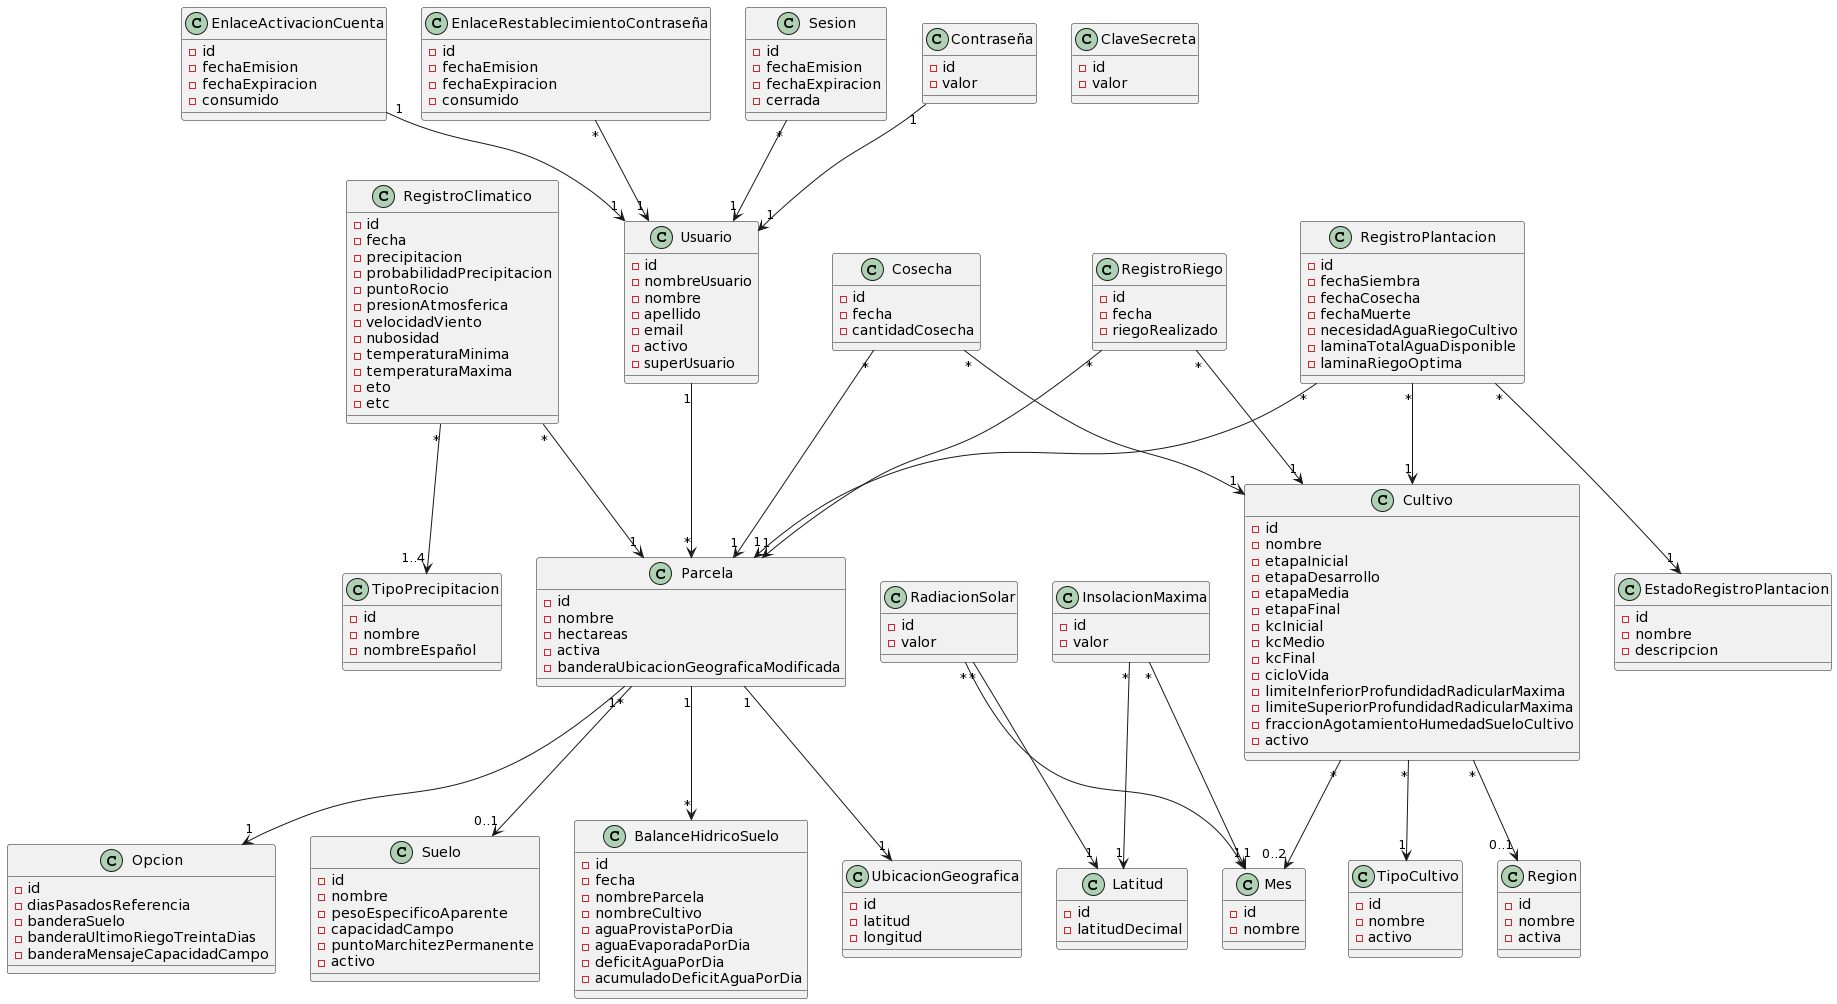 C EnlaceActivacionCuenta
id
fechaEmision
fechaExpiracion
consumido
C EnlaceRestablecimientoContraseña
id
fechaEmision
fechaExpiracion
consumido
C Sesion
id
fechaEmision
fechaExpiracion
cerrada
C Contraseña
id
valor
C ClaveSecreta
id
valor
1
*
*
1
1
1
1
1
C RegistroClimatico
id
fecha
precipitacion
probabilidadPrecipitacion
puntoRocio
presionAtmosferica
velocidadViento
nubosidad
temperaturaMinima
temperaturaMaxima
eto
etc
C Usuario
id
nombreUsuario
nombre
apellido
email
activo
superUsuario
C Cosecha
id
fecha
cantidadCosecha
C RegistroRiego
id
fecha
riegoRealizado
C RegistroPlantacion
id
fechaSiembra
fechaCosecha
fechaMuerte
necesidadAguaRiegoCultivo
laminaTotalAguaDisponible
laminaRiegoOptima
*
*
1
*
*
*
*
*
*
*
1..4
1
*
1
1
1
1
1
1
1
C TipoPrecipitacion
id
nombre
nombreEspañol
C Parcela
id
nombre
hectareas
activa
banderaUbicacionGeograficaModificada
C RadiacionSolar
id
valor
C InsolacionMaxima
id
valor
C Cultivo
id
nombre
etapaInicial
etapaDesarrollo
etapaMedia
etapaFinal
kcInicial
kcMedio
kcFinal
cicloVida
limiteInferiorProfundidadRadicularMaxima
limiteSuperiorProfundidadRadicularMaxima
fraccionAgotamientoHumedadSueloCultivo
activo
C EstadoRegistroPlantacion
id
nombre
descripcion
1
*
1
1
*
*
*
*
*
*
*
1
0..1
*
1
1
1
1
1
0..2
1
0..1
C Opcion
id
diasPasadosReferencia
banderaSuelo
banderaUltimoRiegoTreintaDias
banderaMensajeCapacidadCampo
C Suelo
id
nombre
pesoEspecificoAparente
capacidadCampo
puntoMarchitezPermanente
activo
C BalanceHidricoSuelo
id
fecha
nombreParcela
nombreCultivo
aguaProvistaPorDia
aguaEvaporadaPorDia
deficitAguaPorDia
acumuladoDeficitAguaPorDia
C UbicacionGeografica
id
latitud
longitud
C Latitud
id
latitudDecimal
C Mes
id
nombre
C TipoCultivo
id
nombre
activo
C Region
id
nombre
activa